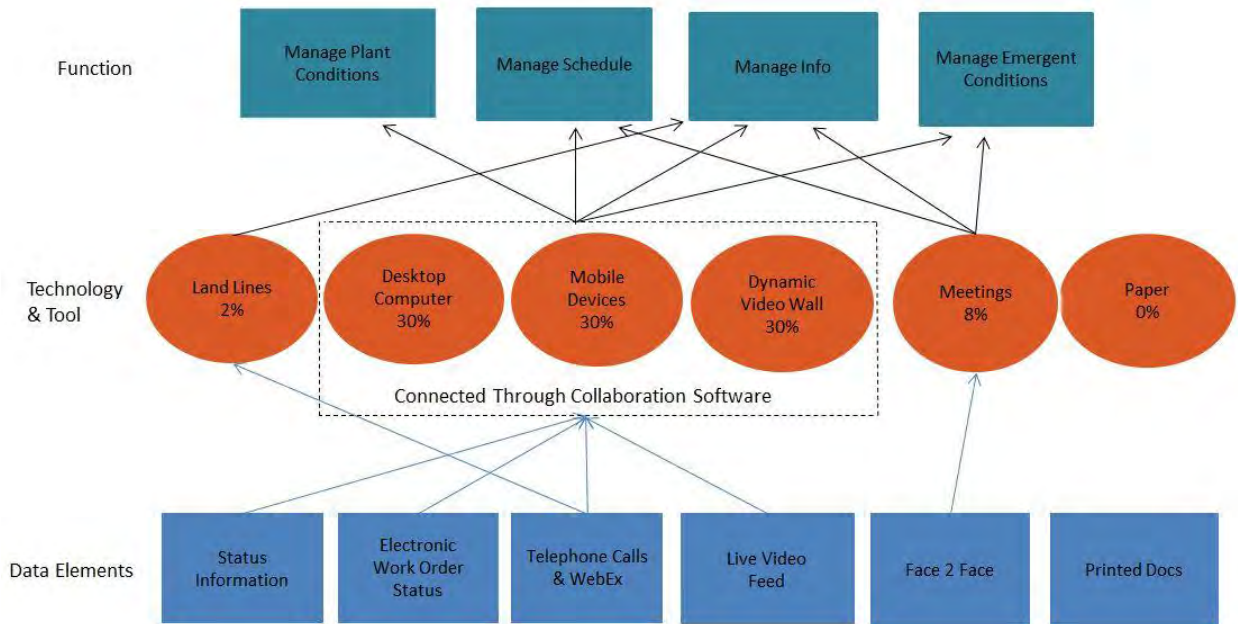 Function
Manage Plant
Conditions
Manage Schedule
Manage Info
Manage Emergent
Conditions
Technology
& Tool
Land Lines
2%
Desktop
Computer
30%
Mobile
Devices
30%
Dynamic
Video Wall
30%
Meetings
8%
Paper
0%
Connected Through Collaboration Software
Data Elements
Status
Information
Electronic
Work Order
Status
Telephone Calls
& WebEx
Live Video
Feed
Face 2 Face
Printed Docs